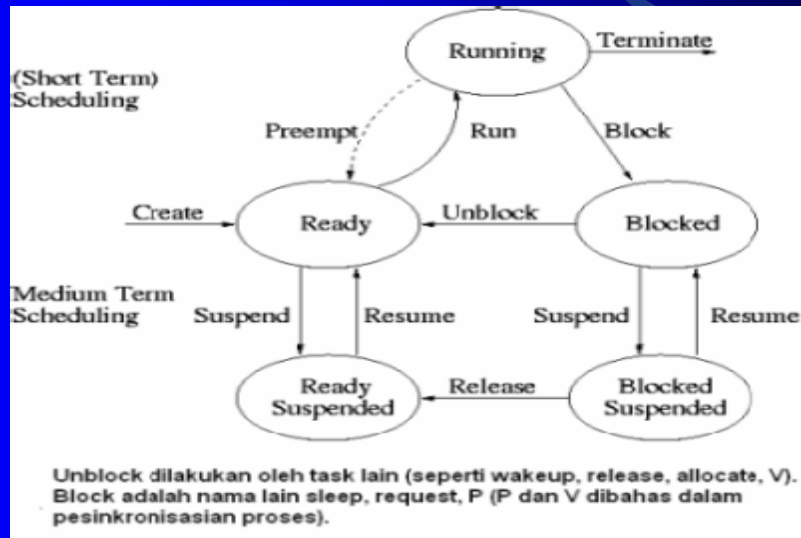 Running
Terminate
(Short Term)
Scheduling
Preempt
Run
Block
Create
Ready
Unblock
Blocked
Medium Term
Scheduling
Suspend
Resume
Suspend
Resume
Ready
Suspended
Release
Blocked
Suspended
Unblock dilakukan oleh task lain (seperti wakeup, release, allocate, V).
Block adalah nama lain sleep, request, P (P dan V dibahas dalam
pesinkronisasian proses).